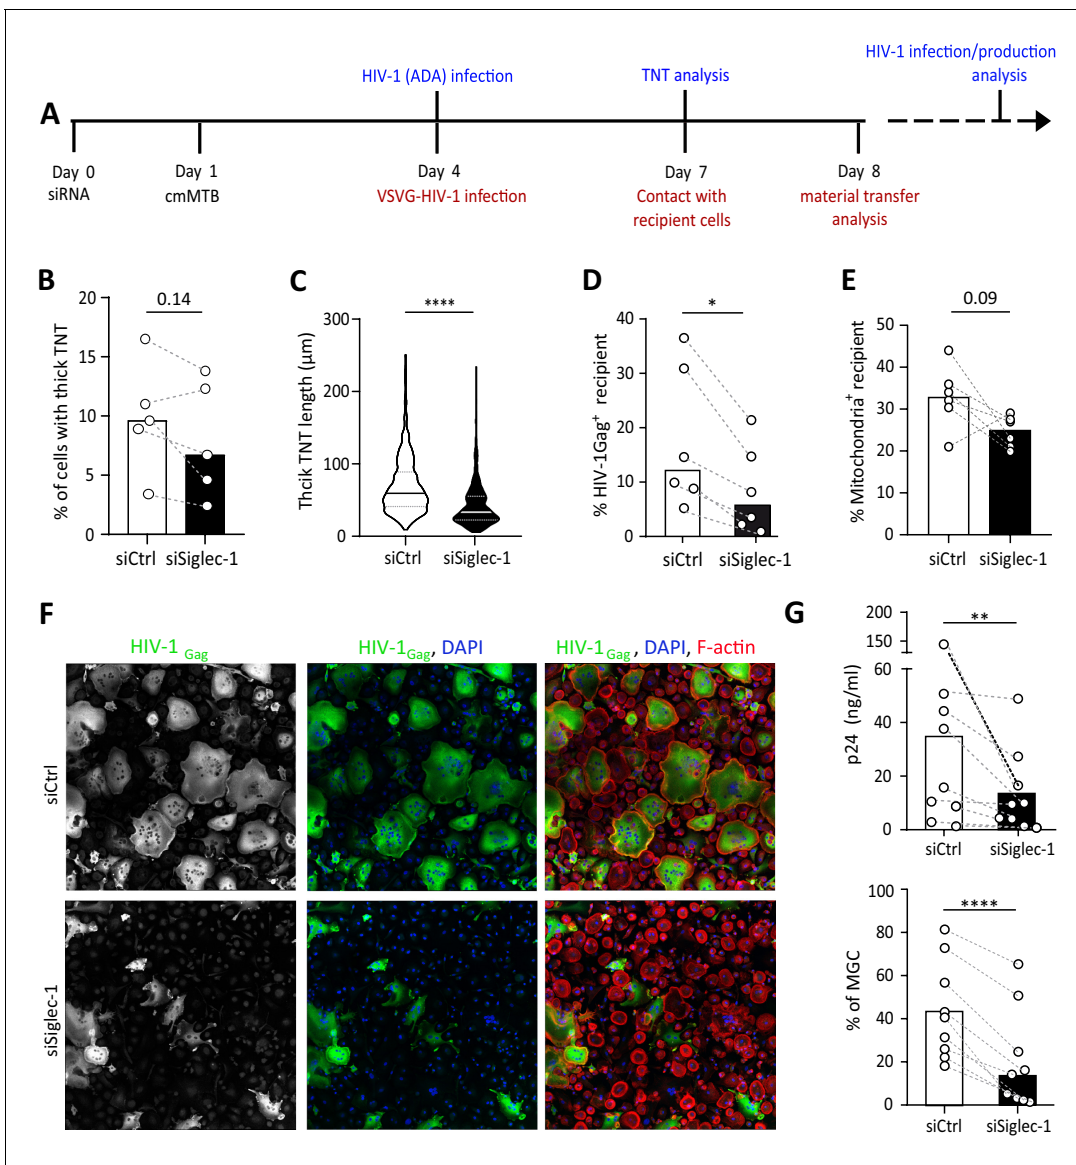 HIV-1 infection/production
analysis
HIV-1 (ADA) infection
TNT analysis
A
Day 0
siRNA
Day 1
cmMTB
Day 4
VSVG-HIV-1 infection
Day 7
Contact with
recipient cells
Day 8
material transfer
analysis
B
% of cells with thick TNT
20
15
10
5
0
0.14
siCtrl
siSiglec-1
C
Thcik TNT length (µm)
300
200
100
0
****
siCtrl
siSiglec-1
D
% HIV-1Gag+ recipient
40
30
20
10
0
*
siCtrl
siSiglec-1
E
% Mitochondria+ recipient
50
40
30
20
10
0
0.09
siCtrl
siSiglec-1
F
HIV-1 Gag
HIV-1Gag, DAPI
HIV-1Gag, DAPI, F-actin
siCtrl
siSiglec-1
G
p24 (ng/ml)
200
150
60
40
20
0
**
siCtrl
siSiglec-1
% of MGC
100
80
60
40
20
0
****
siCtrl
siSiglec-1